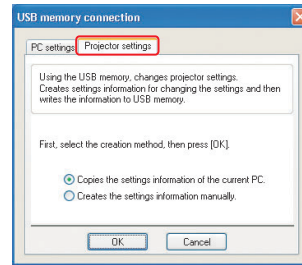 USB memory connection
PC settings Projector settings
Using the USB memory, changes projector settings.
Creates settings information for changing the settings and then
writes the information to USB memory.
First, select the creation method, then press [OK].
Copies the settings information of the current PC.
Creates the settings information manually.
OK Cancel